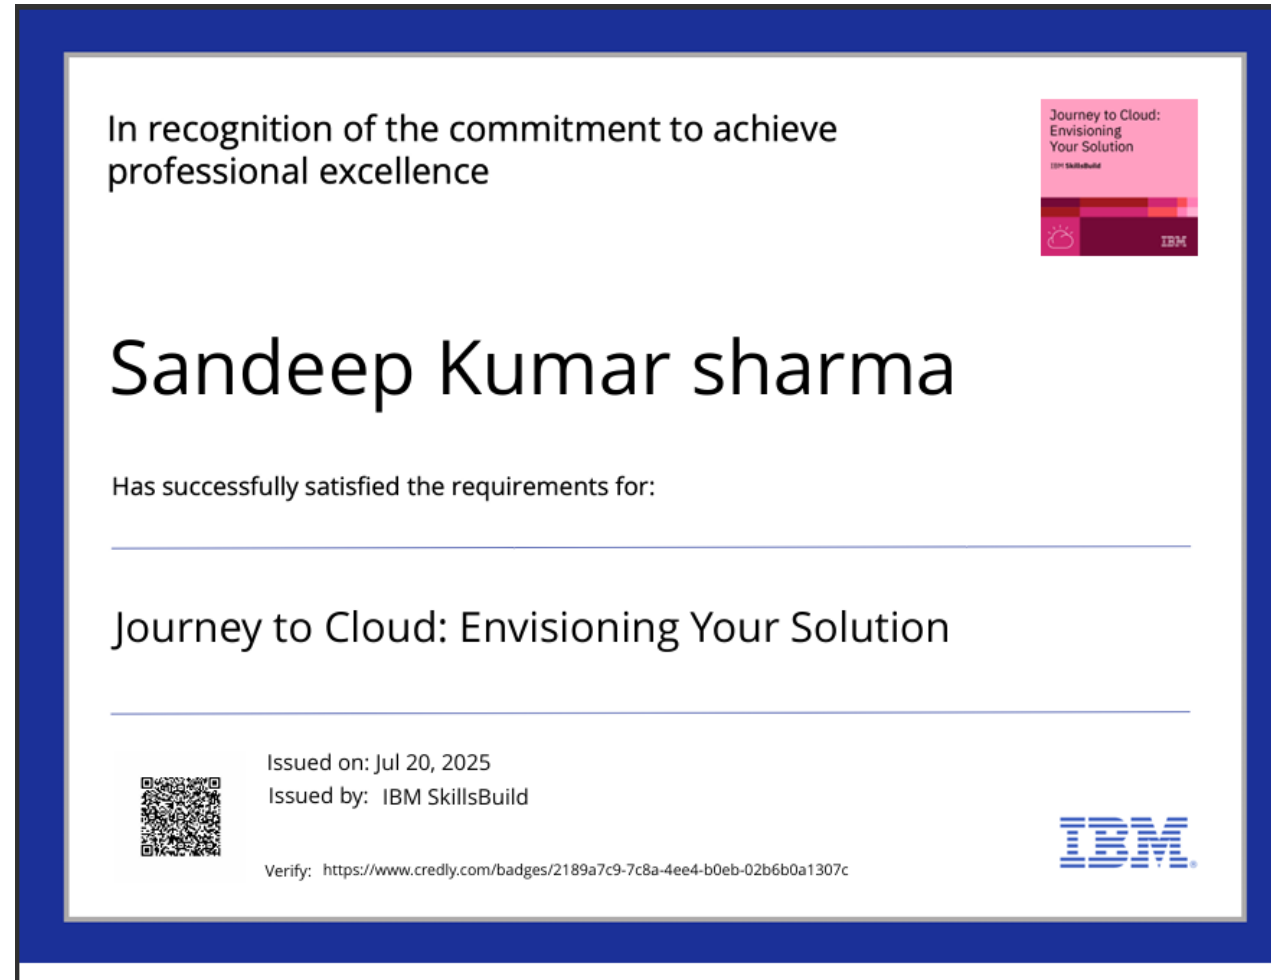 In recognition of the commitment to achieve
professional excellence
Journey to Cloud:
Envisioning
Your Solution
IBM SkillsBuild
IBM
Sandeep Kumar sharma
Has successfully satisfied the requirements for:
Journey to Cloud: Envisioning Your Solution
Issued on: Jul 20, 2025
Issued by: IBM SkillsBuild
Verify: https://www.credly.com/badges/2189a7c9-7c8a-4ee4-b0eb-02b6b0a1307c
IBM®